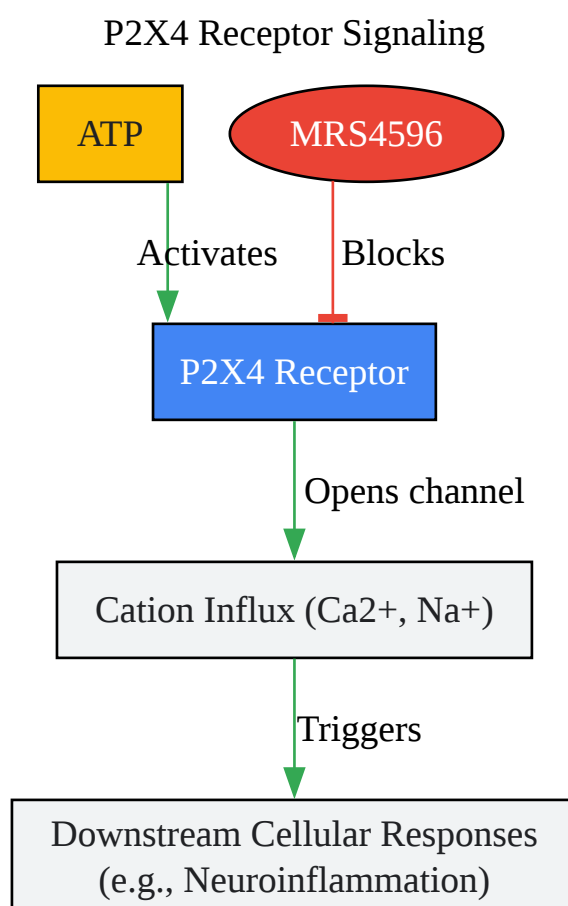 P2X4 Receptor Signaling
ATP
MRS4596
Activates
Blocks
P2X4 Receptor
Opens channel
Cation Influx (Ca2+, Na+)
Triggers
Downstream Cellular Responses
(e.g., Neuroinflammation)